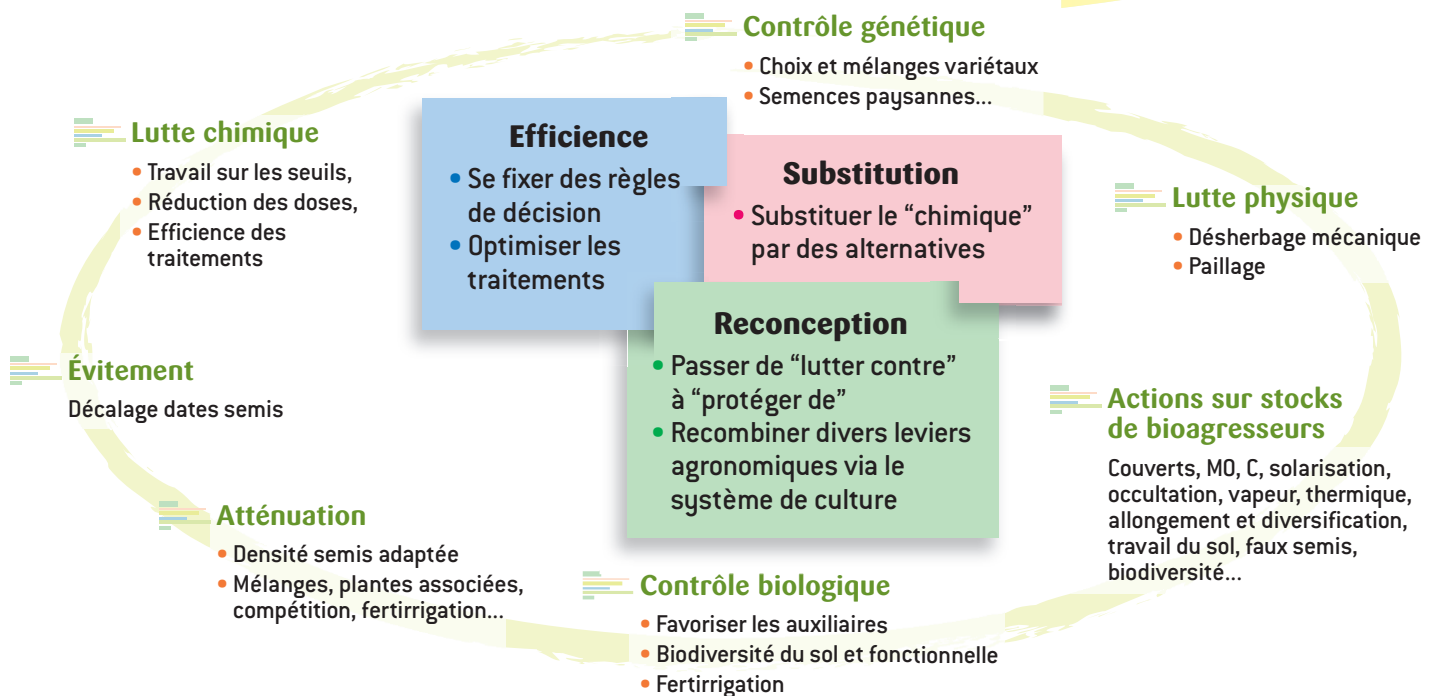 Contrôle génétique
• Choix et mélanges variétaux
• Semences paysannes...
Lutte chimique
• Travail sur les seuils,
• Réduction des doses,
• Efficience des
traitements
Efficience
• Se fixer des règles
de décision
• Optimiser les
traitements
Substitution
• Substituer le “chimique”
par des alternatives
Lutte physique
• Désherbage mécanique
• Paillage
Reconception
• Passer de “lutter contre”
à “protéger de”
• Recombiner divers leviers
agronomiques via le
système de culture
Évitement
Décalage dates semis
Actions sur stocks
de bioagresseurs
Couverts, MO, C, solarisation,
occultation, vapeur, thermique,
allongement et diversification,
travail du sol, faux semis,
biodiversité...
Atténuation
• Densité semis adaptée
• Mélanges, plantes associées,
compétition, fertirrigation...
Contrôle biologique
• Favoriser les auxiliaires
• Biodiversité du sol et fonctionnelle
• Fertirrigation